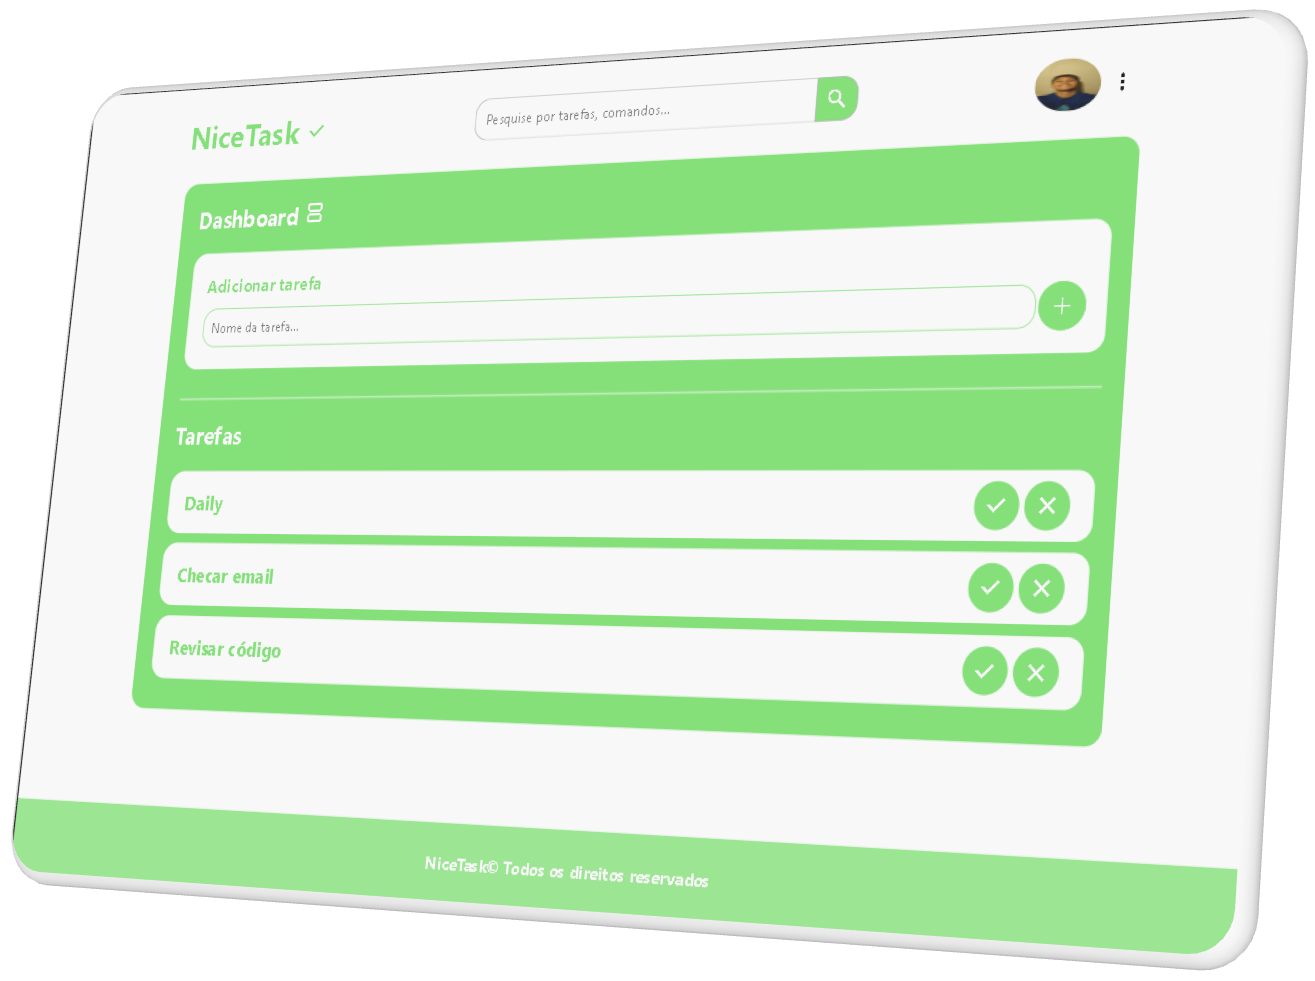 NiceTask
Pesquise por tarefas, comandos...
Dashboard
Adicionar tarefa
Nome da tarefa...
Tarefas
Daily
Checar email
Revisar código
NiceTask© Todos os direitos reservados